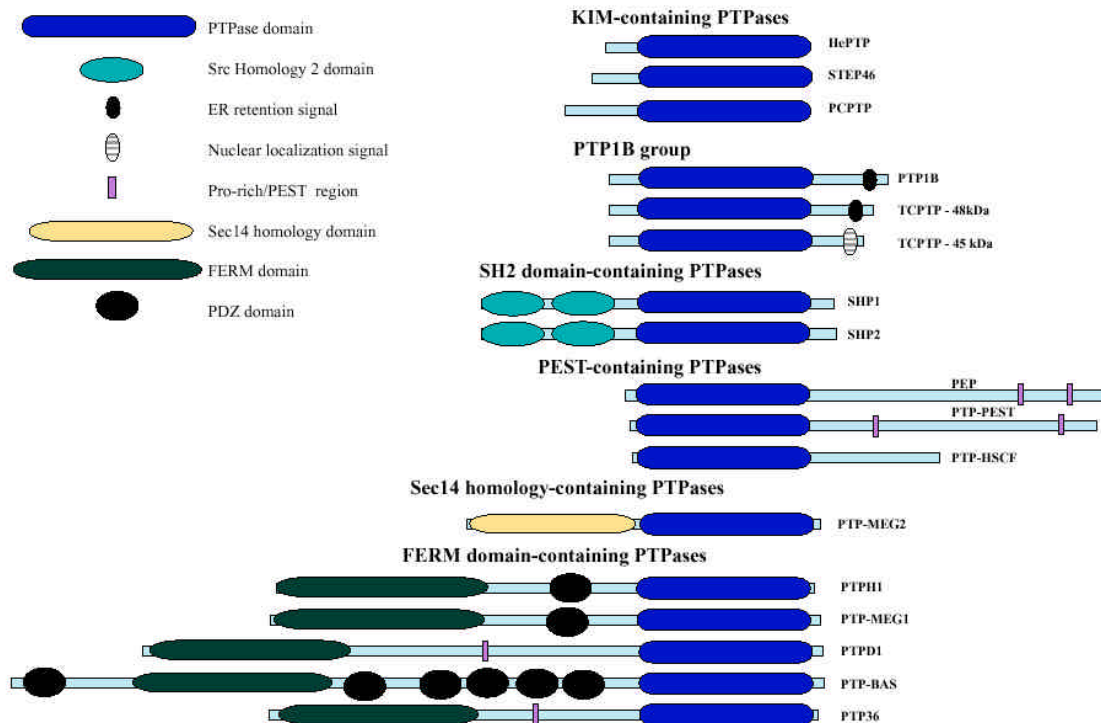 PTPase domain
Src Homology 2 domain
ER retention signal
Nuclear localization signal
Pro-rich/PEST region
Sec14 homology domain
FERM domain
PDZ domain
KIM-containing PTPases
HePTP
STEP46
PCPTP
PTP1B group
PTP1B
TCPTP - 48kDa
TCPTP - 45 kDa
SH2 domain-containing PTPases
SHP1
SHP2
PEST-containing PTPases
PEP
PTP-PEST
PTP-HSCF
Sec14 homology-containing PTPases
PTP-MEG2
FERM domain-containing PTPases
PTPH1
PTP-MEG1
PTPD1
PTP-BAS
PTP36